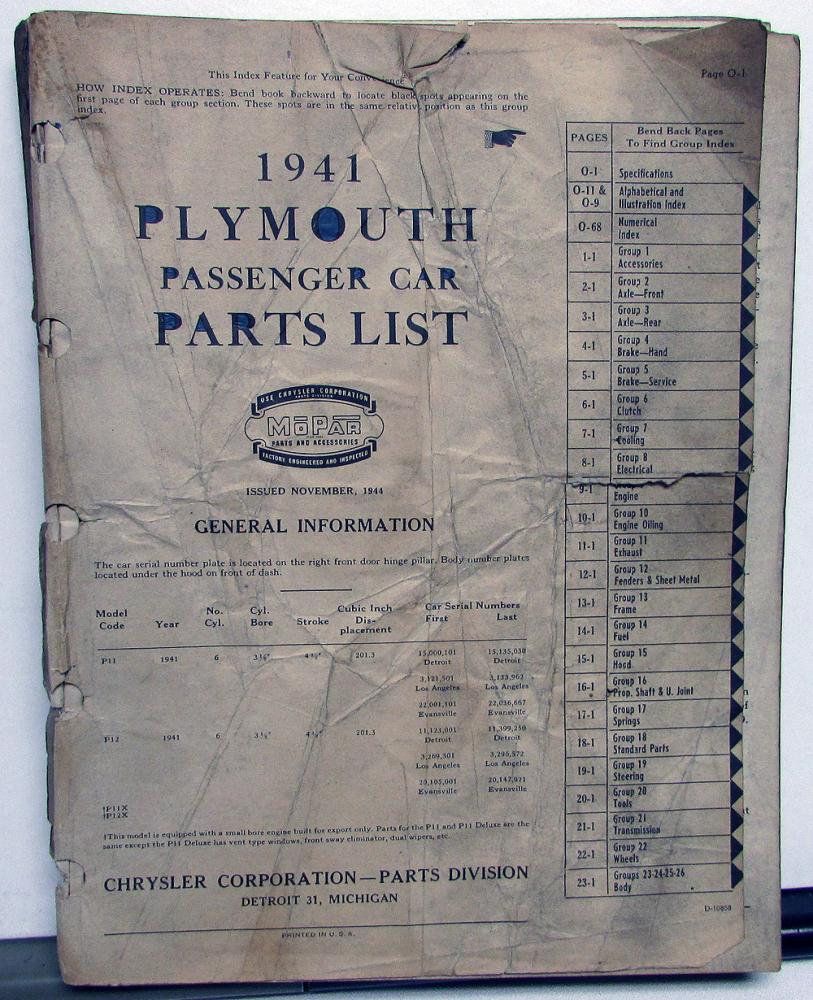 This Index Feature for Your Convenience
Page O-1
HOW INDEX OPERATES: Bend book backward to locate black spots appearing on the
first page of each group section. These spots are in the same relative position as this group
index.
1941
PLYMOUTH
PASSENGER CAR
PARTS LIST
USE CHRYSLER CORPORATION
PARTS DIVISION
MOPAR
PARTS AND ACCESSORIES
FACTORY ENGINEERED AND INSPECTED
ISSUED NOVEMBER, 1944
GENERAL INFORMATION
The car serial number plate is located on the right front door hinge pillar. Body number plates
located under the hood on front of dash.
Model Code Year No. Cyl. Cyl. Bore Stroke Cubic Inch Dis-placement Car Serial Numbers First Last
P11 1941 6 201.3 15,000,101 15,135,030
Detroit Detroit
3,121,501 3,133,962
Los Angeles Los Angeles
22,001,101 22,036,667
Evansville Evansville
P12 1941 6 201.3 11,123,001 11,399,250
Detroit Detroit
3,269,301 3,295,572
Los Angeles Los Angeles
20,105,001 20,147,921
Evansville Evansville
†P11X
†P12X
†This model is equipped with a small bore engine built for export only. Parts for the P11 and P11 Deluxe are the
same except the P11 Deluxe has vent type windows, front sway eliminator, dual wipers, etc.
CHRYSLER CORPORATION—PARTS DIVISION
DETROIT 31, MICHIGAN
PRINTED IN U. S. A.
PAGES Bend Back Pages
To Find Group Index
O-1 Specifications
O-11 & Alphabetical and
O-9 Illustration Index
O-68 Numerical
Index
1-1 Group 1
Accessories
2-1 Group 2
Axle—Front
3-1 Group 3
Axle—Rear
4-1 Group 4
Brake—Hand
5-1 Group 5
Brake—Service
6-1 Group 6
Clutch
7-1 Group 7
Cooling
8-1 Group 8
Electrical
9-1
Engine
10-1 Group 10
Engine Oiling
11-1 Group 11
Exhaust
12-1 Group 12
Fenders & Sheet Metal
13-1 Group 13
Frame
14-1 Group 14
Fuel
15-1 Group 15
Hood
16-1 Group 16
Prop. Shaft & U. Joint
17-1 Group 17
Springs
18-1 Group 18
Standard Parts
19-1 Group 19
Steering
20-1 Group 20
Tools
21-1 Group 21
Transmission
22-1 Group 22
Wheels
23-1 Groups 23-24-25-26
Body